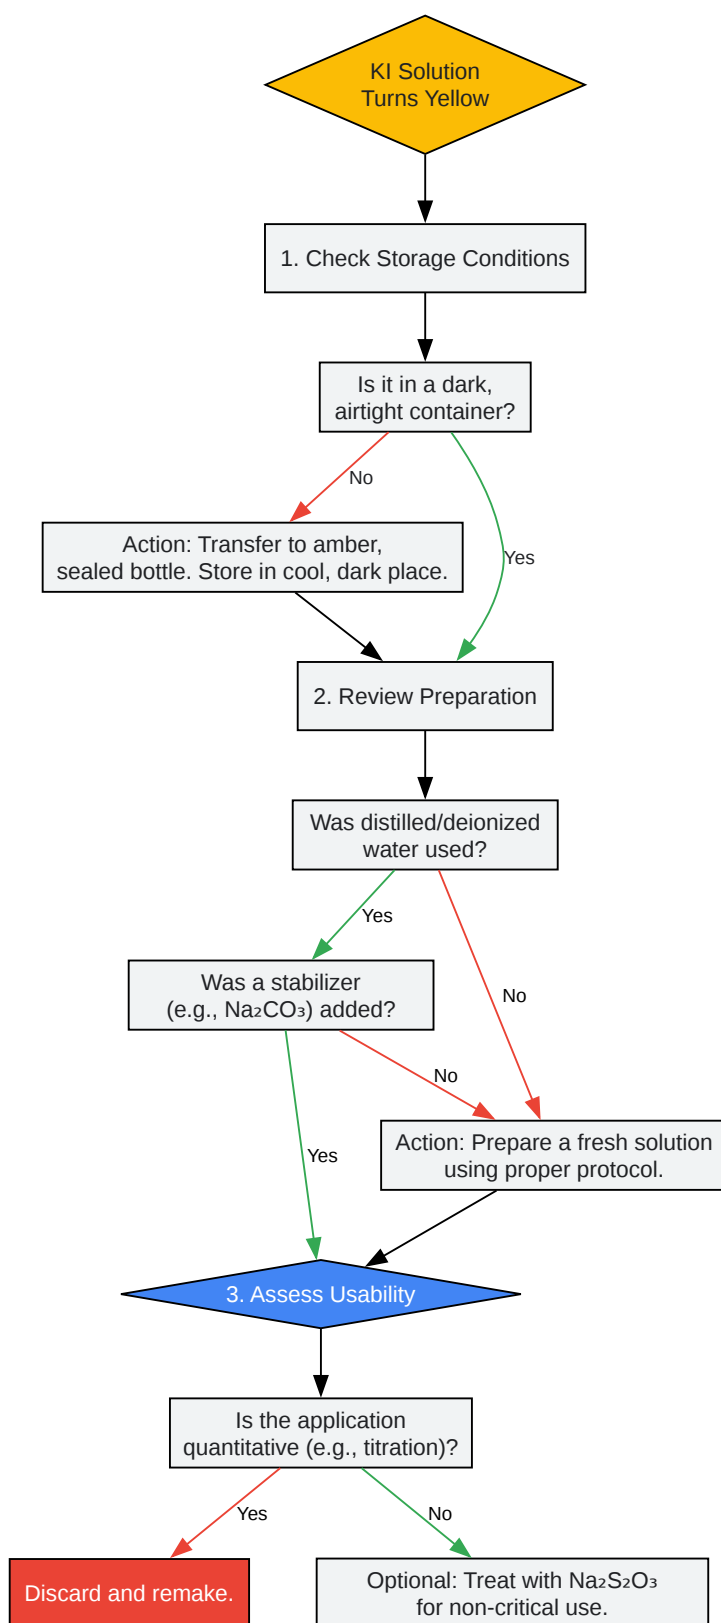 KI Solution
Turns Yellow
1. Check Storage Conditions
Is it in a dark,
airtight container?
No
Action: Transfer to amber,
sealed bottle. Store in cool, dark place.
Yes
2. Review Preparation
Was distilled/deionized
water used?
Yes
Was a stabilizer
(e.g., Na₂CO₃) added?
No
No
Action: Prepare a fresh solution
using proper protocol.
Yes
3. Assess Usability
Is the application
quantitative (e.g., titration)?
Yes
No
Discard and remake.
Optional: Treat with Na₂S₂O₃
for non-critical use.